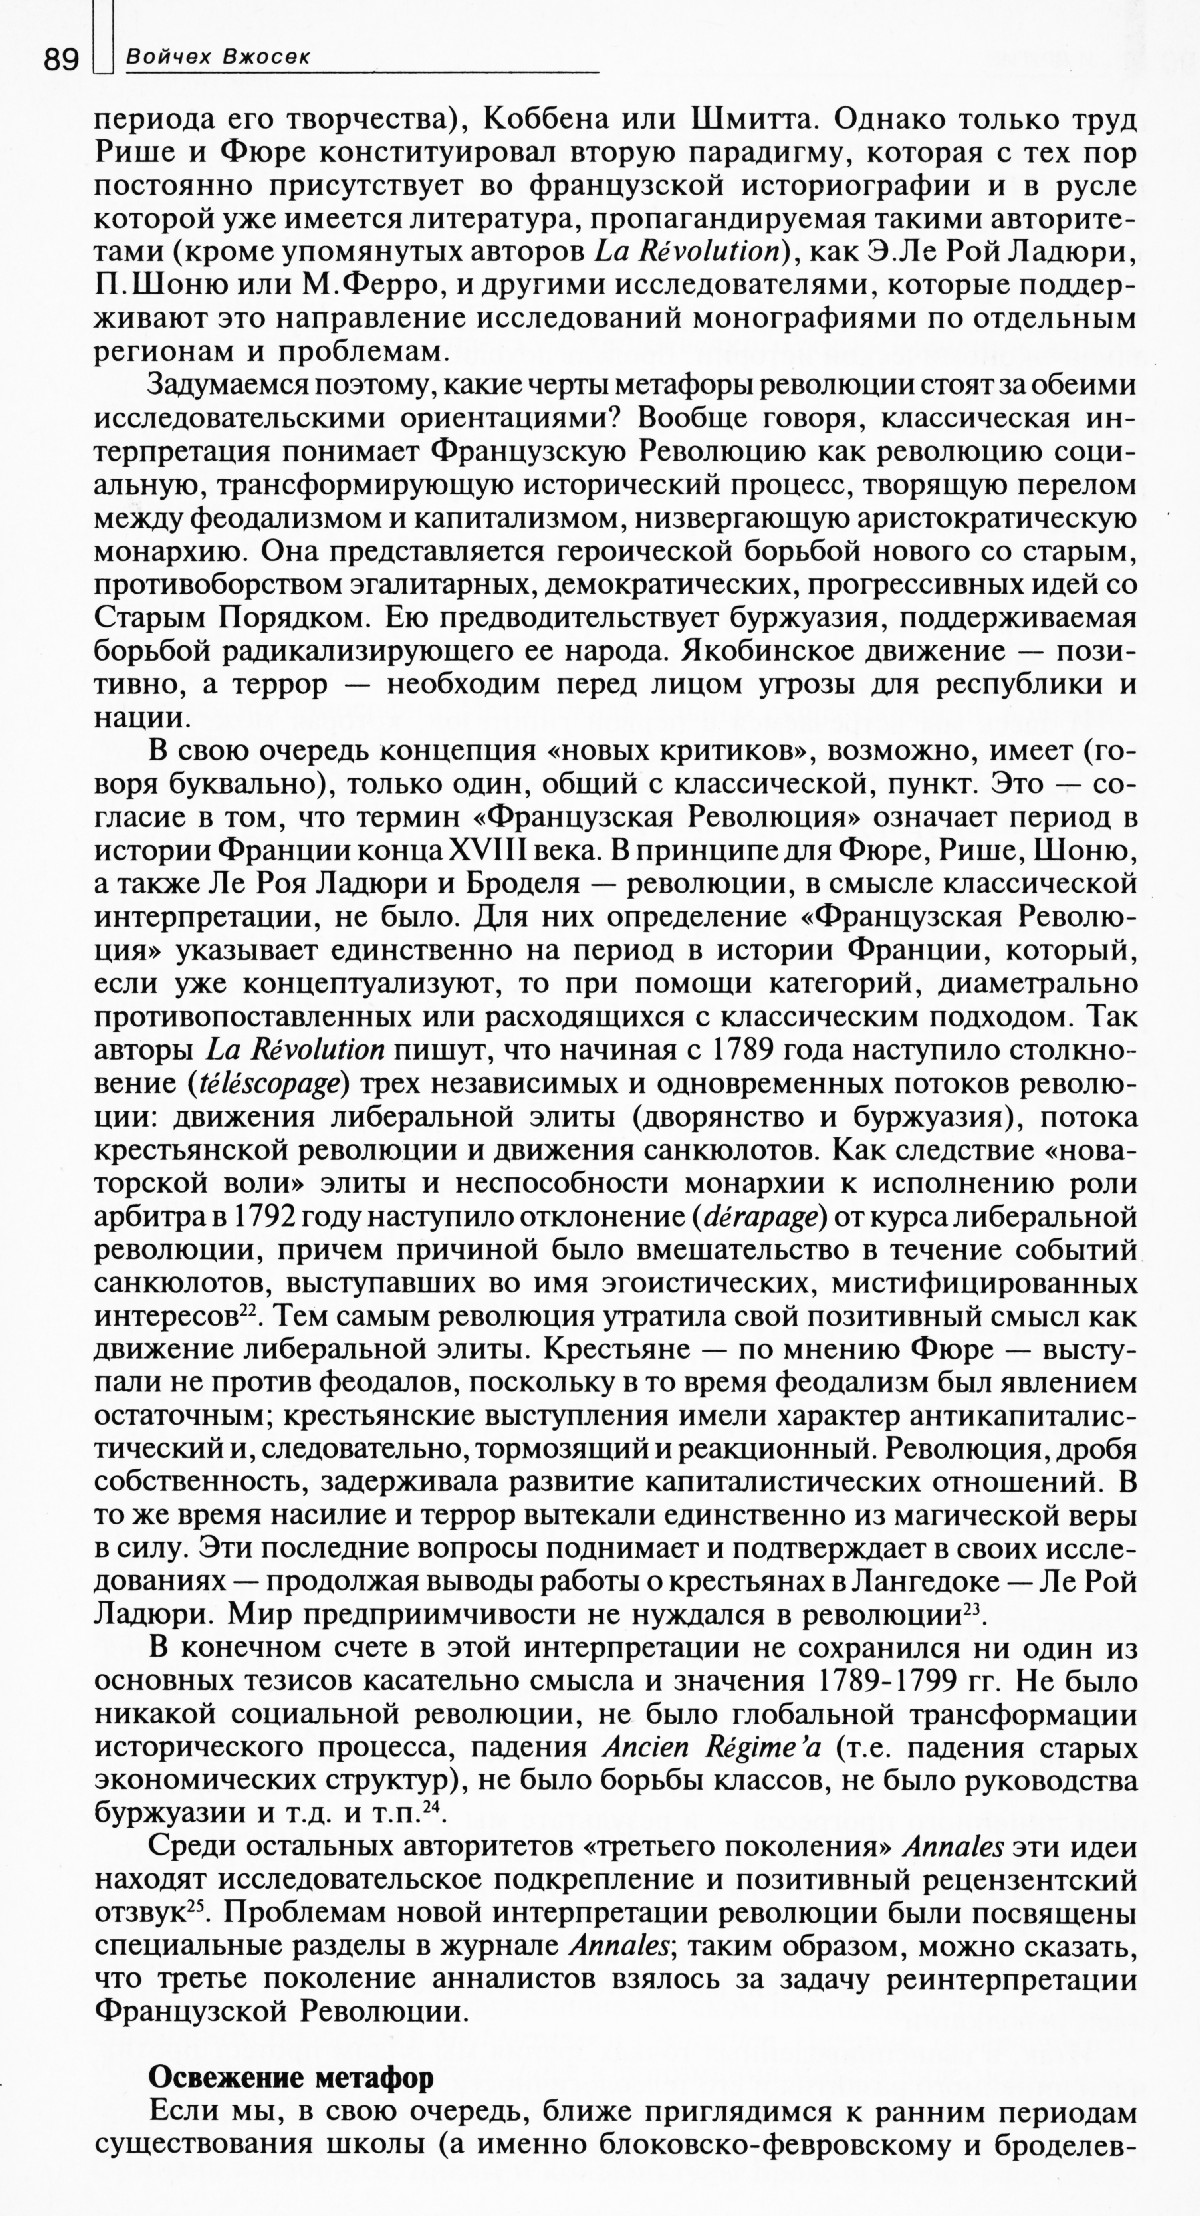 89
Войчех Вжосек
периода его творчества), Коббена или Шмитта. Однако только труд
Рише и Фюре конституировал вторую парадигму, которая с тех пор
постоянно присутствует во французской историографии и в русле
которой уже имеется литература, пропагандируемая такими авторите-
тами (кроме упомянутых авторов La Révolution), как Э.Ле Рой Ладюри,
П.Шоню или М.Ферро, и другими исследователями, которые поддер-
живают это направление исследований монографиями по отдельным
регионам и проблемам.
Задумаемся поэтому, какие черты метафоры революции стоят за обеими
исследовательскими ориентациями? Вообще говоря, классическая ин-
терпретация понимает Французскую Революцию как революцию соци-
альную, трансформирующую исторический процесс, творящую перелом
между феодализмом и капитализмом, низвергающую аристократическую
монархию. Она представляется героической борьбой нового со старым,
противоборством эгалитарных, демократических, прогрессивных идей со
Старым Порядком. Ею предводительствует буржуазия, поддерживаемая
борьбой радикализирующего ее народа. Якобинское движение — пози-
тивно, а террор — необходим перед лицом угрозы для республики и
нации.
В свою очередь концепция «новых критиков», возможно, имеет (го-
воря буквально), только один, общий с классической, пункт. Это — со-
гласие в том, что термин «Французская Революция» означает период в
истории Франции конца XVIII века. В принципе для Фюре, Рише, Шоню,
а также Ле Роя Ладюри и Броделя — революции, в смысле классической
интерпретации, не было. Для них определение «Французская Револю-
ция» указывает единственно на период в истории Франции, который,
если уже концептуализуют, то при помощи категорий, диаметрально
противопоставленных или расходящихся с классическим подходом. Так
авторы La Révolution пишут, что начиная с 1789 года наступило столкно-
вение (téléscopage) трех независимых и одновременных потоков револю-
ции: движения либеральной элиты (дворянство и буржуазия), потока
крестьянской революции и движения санкюлотов. Как следствие «нова-
торской воли» элиты и неспособности монархии к исполнению роли
арбитра в 1792 году наступило отклонение (dérapage) от курса либеральной
революции, причем причиной было вмешательство в течение событий
санкюлотов, выступавших во имя эгоистических, мистифицированных
интересов²². Тем самым революция утратила свой позитивный смысл как
движение либеральной элиты. Крестьяне — по мнению Фюре — высту-
пали не против феодалов, поскольку в то время феодализм был явлением
остаточным; крестьянские выступления имели характер антикапиталис-
тический и, следовательно, тормозящий и реакционный. Революция, дробя
собственность, задерживала развитие капиталистических отношений. В
то же время насилие и террор вытекали единственно из магической веры
в силу. Эти последние вопросы поднимает и подтверждает в своих иссле-
дованиях — продолжая выводы работы о крестьянах в Лангедоке — Ле Рой
Ладюри. Мир предприимчивости не нуждался в революции²³.
В конечном счете в этой интерпретации не сохранился ни один из
основных тезисов касательно смысла и значения 1789-1799 гг. Не было
никакой социальной революции, не было глобальной трансформации
исторического процесса, падения Ancien Régime’a (т.е. падения старых
экономических структур), не было борьбы классов, не было руководства
буржуазии и т.д. и т.п.²⁴.
Среди остальных авторитетов «третьего поколения» Annales эти идеи
находят исследовательское подкрепление и позитивный рецензентский
отзвук²⁵. Проблемам новой интерпретации революции были посвящены
специальные разделы в журнале Annales; таким образом, можно сказать,
что третье поколение анналистов взялось за задачу реинтерпретации
Французской Революции.
Освежение метафор
Если мы, в свою очередь, ближе приглядимся к ранним периодам
существования школы (а именно блоковско-февровскому и броделев-